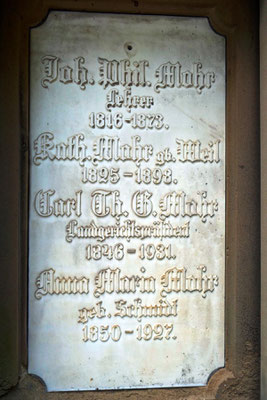 Joh. Phil. Mohr
Lehrer
1816-1873.
Kath. Mohr gb. Weil
1825-1898.
Carl Th. G. Mohr
Landgerichtspräsident
1846-1931.
Anna Maria Mohr
geb. Schmidt
1850-1927.